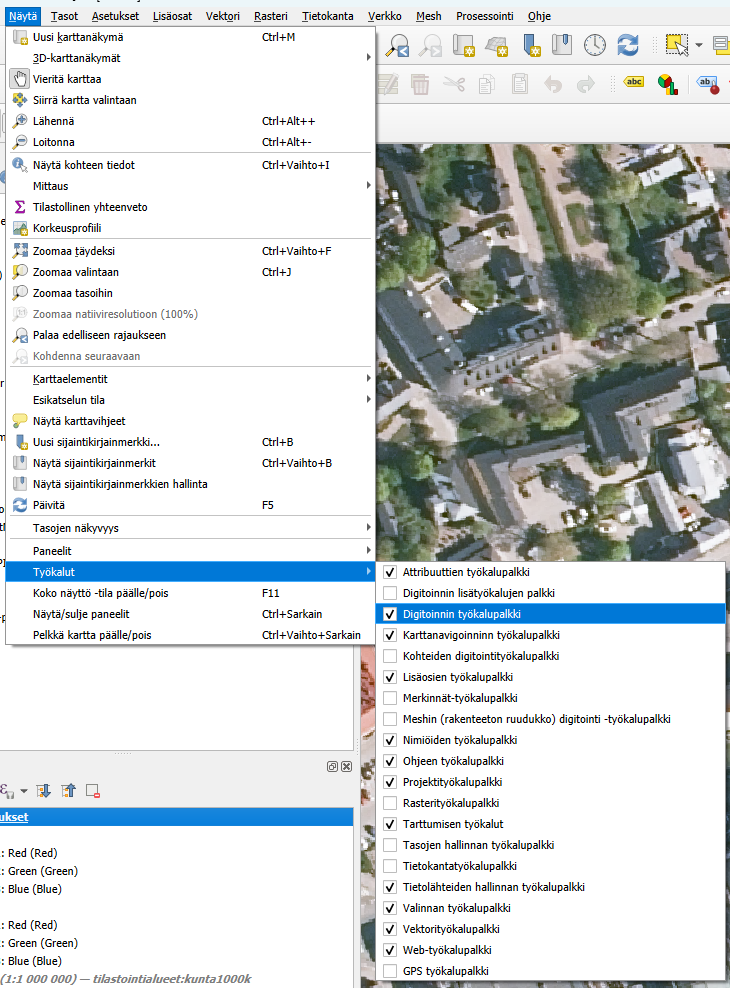 Näytä Tasot Asetukset Lisäosat Vektori Rasteri Tietokanta Verkko Mesh Prosessointi Ohje
Uusi karttanäkymä Ctrl+M
3D-karttanäkymät
Vieritä karttaa
Siirrä kartta valintaan
Lähennä Ctrl+Alt++
Loitonna Ctrl+Alt+-
Näytä kohteen tiedot Ctrl+Vaihto+I
Mittaus
Tilastollinen yhteenveto
Korkeusprofiili
Zoomaa täydeksi Ctrl+Vaihto+F
Zoomaa valintaan Ctrl+J
Zoomaa tasoihin
Zoomaa natiiviresoluutioon (100%)
Palaa edelliseen rajaukseen
Kohdenna seuraavaan
Karttaelementit
Esikatselun tila
Näytä karttavihjeet
Uusi sijaintikirjainmerkki... Ctrl+B
Näytä sijaintikirjainmerkit Ctrl+Vaihto+B
Näytä sijaintikirjainmerkkien hallinta
Päivitä F5
Tasojen näkyvyys
Paneelit
Työkalut
Koko näyttö -tila päälle/pois F11
Näytä/sulje paneelit Ctrl+Sarkain
Pelkkä kartta päälle/pois Ctrl+Vaihto+Sarkain
Attribuuttien työkalupalkki
Digitoinnin lisätyökalujen palkki
Digitoinnin työkalupalkki
Karttanavigoininn työkalupalkki
Kohteiden digitointityökalupalkki
Lisäosien työkalupalkki
Merkinnät-työkalupalkki
Meshin (rakenteeton ruudukko) digitointi -työkalupalkki
Nimiöiden työkalupalkki
Ohjeen työkalupalkki
Projektityökalupalkki
Rasterityökalupalkki
Tarttumisen työkalut
Tasojen hallinnan työkalupalkki
Tietokantatyökalupalkki
Tietolähteiden hallinnan työkalupalkki
Valinnan työkalupalkki
Vektorityökalupalkki
Web-työkalupalkki
GPS työkalupalkki
abc
ab
ukset
: Red (Red)
: Green (Green)
: Blue (Blue)
: Red (Red)
: Green (Green)
: Blue (Blue)
(1:1 000 000) — tilastointialueet:kunta1000k